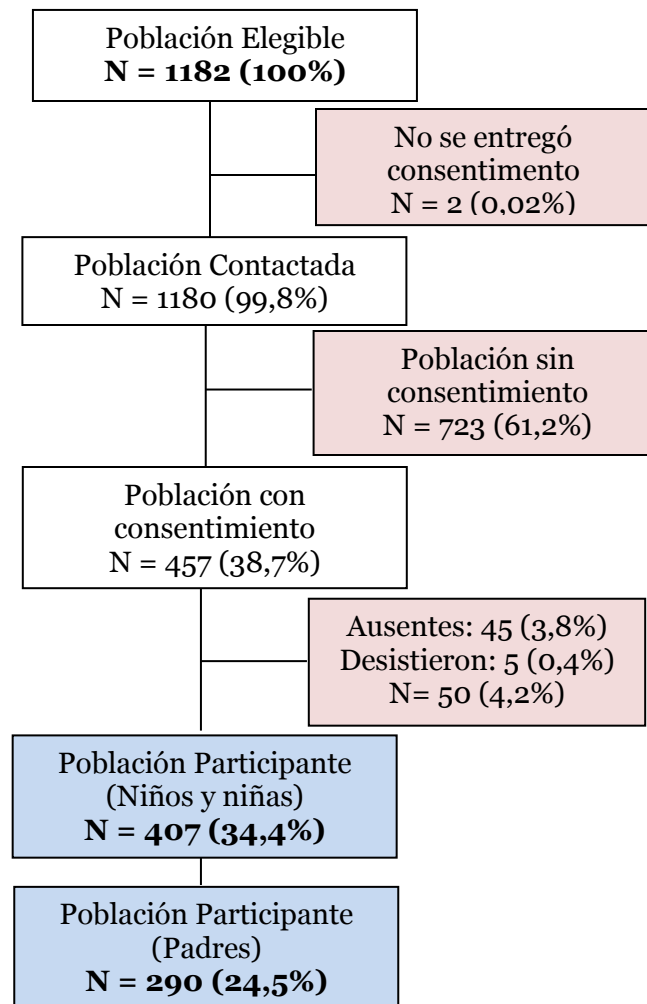 Población Elegible
N = 1182 (100%)
No se entregó
consentimento
N = 2 (0,02%)
Población Contactada
N = 1180 (99,8%)
Población sin
consentimiento
N = 723 (61,2%)
Población con
consentimiento
N = 457 (38,7%)
Ausentes: 45 (3,8%)
Desistieron: 5 (0,4%)
N= 50 (4,2%)
Población Participante
(Niños y niñas)
N = 407 (34,4%)
Población Participante
(Padres)
N = 290 (24,5%)